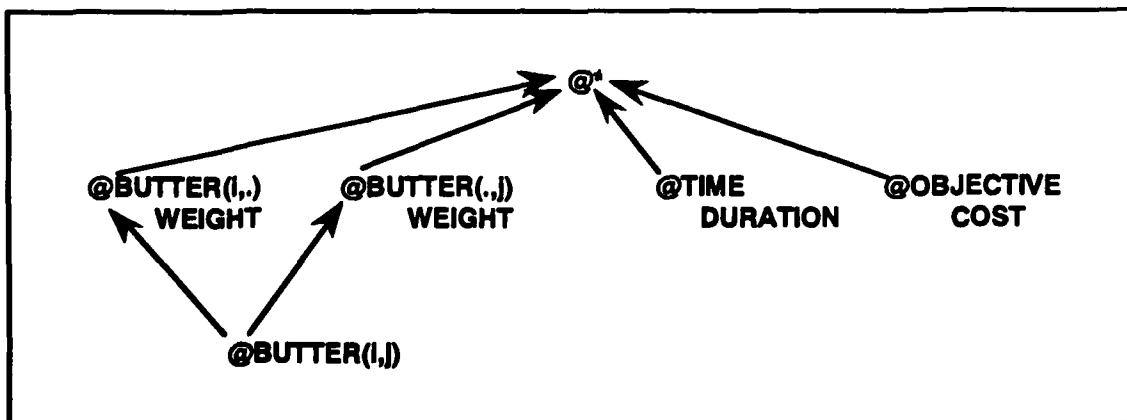 @*
@BUTTER(i,.) @BUTTER(.,j) @TIME @OBJECTIVE
WEIGHT WEIGHT DURATION COST
@BUTTER(i,j)